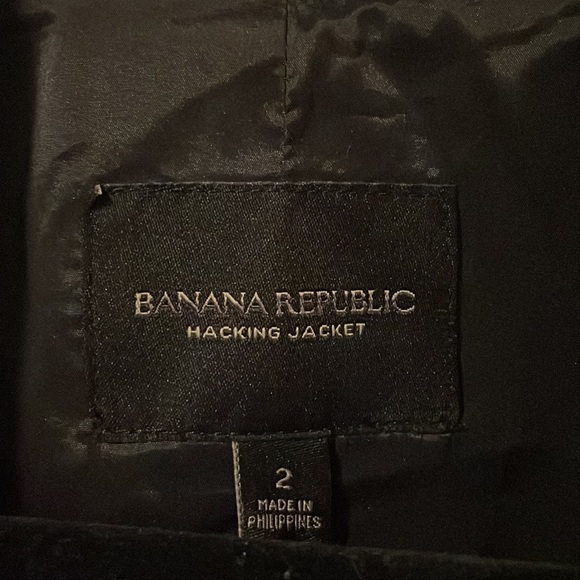 BANANA REPUBLIC
HACKING JACKET
2
MADE IN
PHILIPPINES